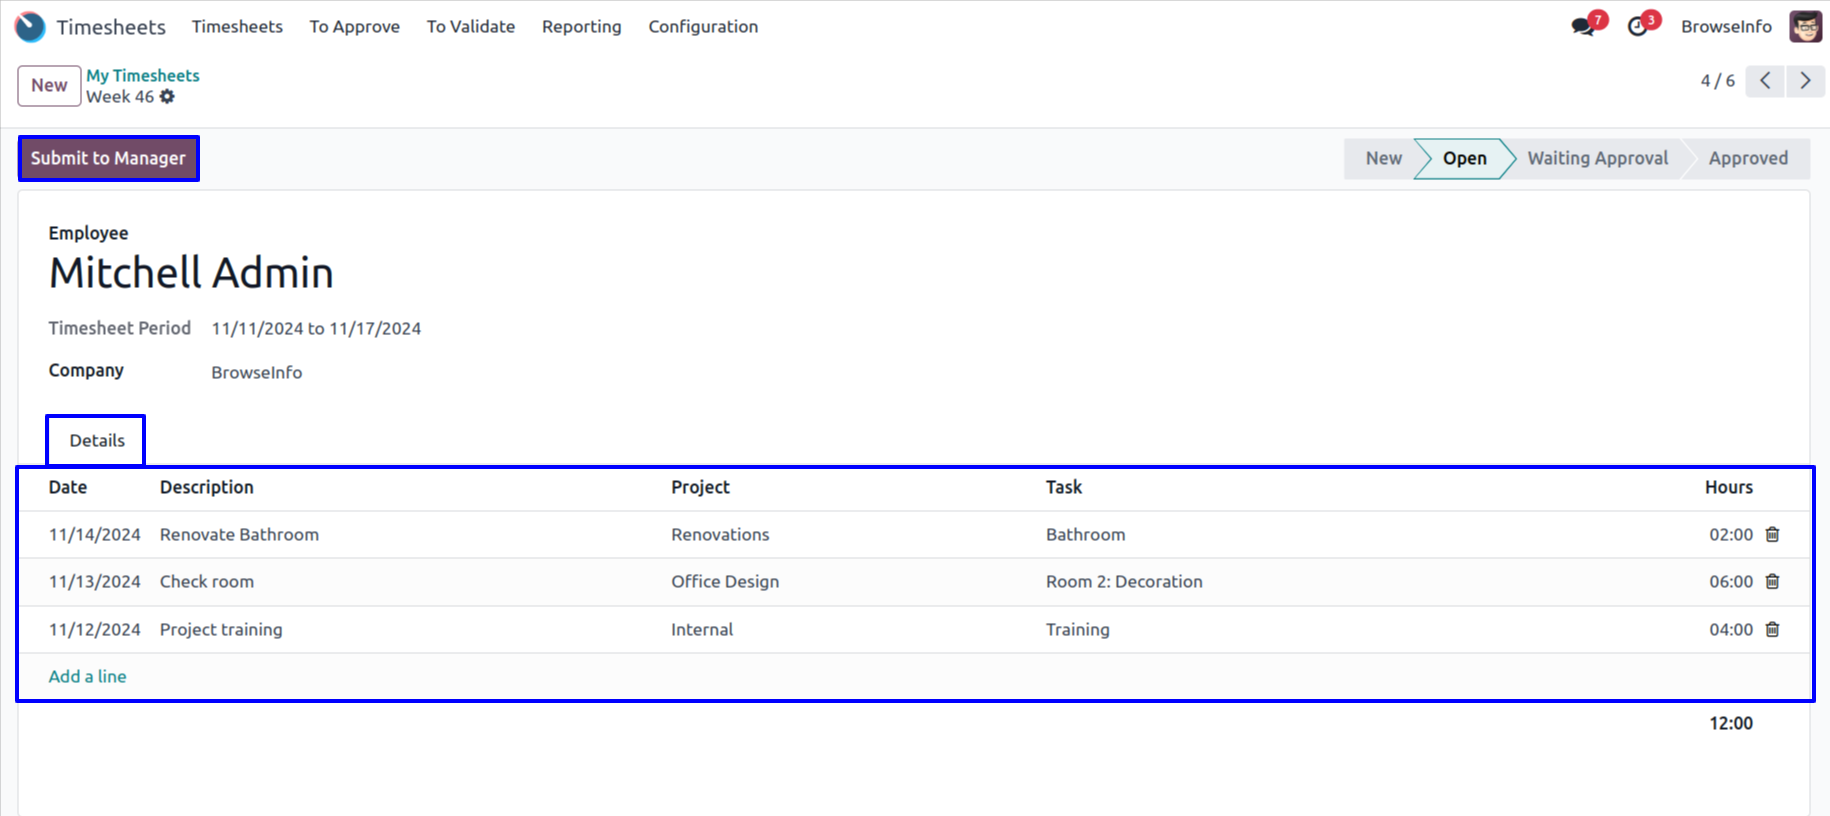 Timesheets Timesheets To Approve To Validate Reporting Configuration 7 3 BrowseInfo
New My Timesheets
Week 46 4 / 6
Submit to Manager New Open Waiting Approval Approved
Employee
Mitchell Admin
Timesheet Period 11/11/2024 to 11/17/2024
Company BrowseInfo
Details
Date Description Project Task Hours
11/14/2024 Renovate Bathroom Renovations Bathroom 02:00
11/13/2024 Check room Office Design Room 2: Decoration 06:00
11/12/2024 Project training Internal Training 04:00
Add a line
12:00